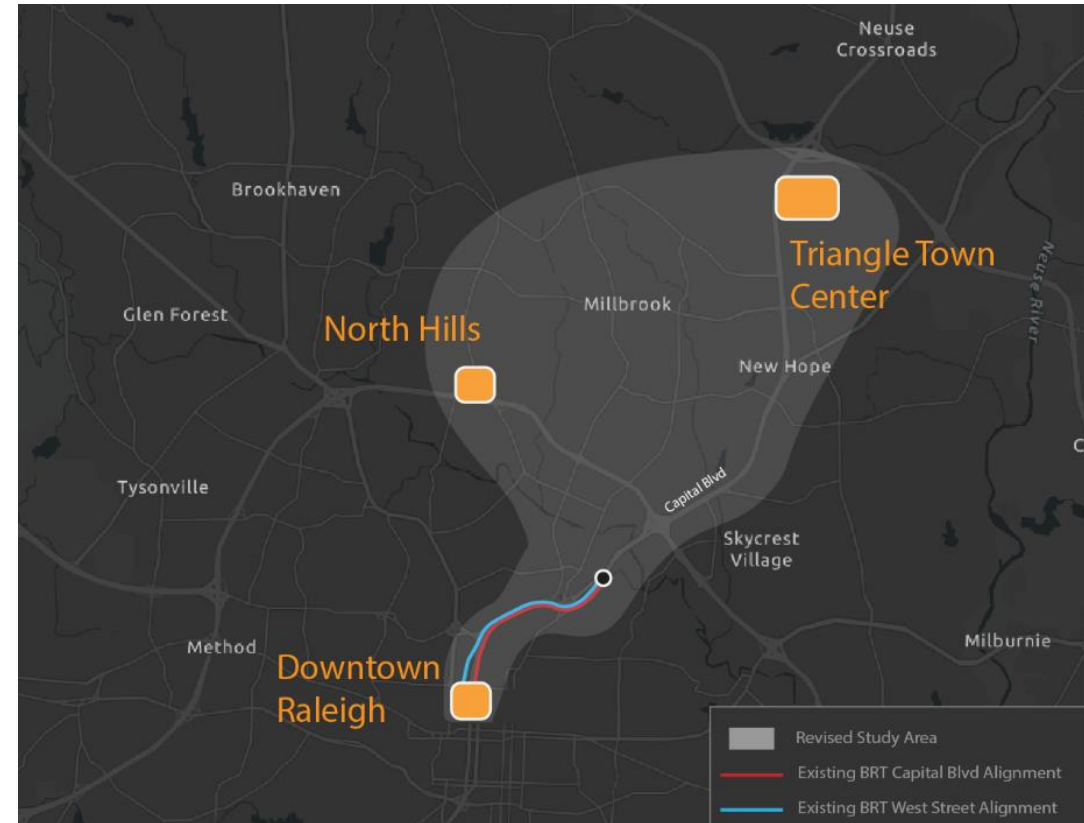 Neuse
Crossroads
Brookhaven
Triangle Town
Center
Neuse River
Glen Forest
Millbrook
North Hills
New Hope
Tysonville
Capital Blvd
Skycrest
Village
Method
Milburnie
Downtown
Raleigh
Revised Study Area
Existing BRT Capital Blvd Alignment
Existing BRT West Street Alignment